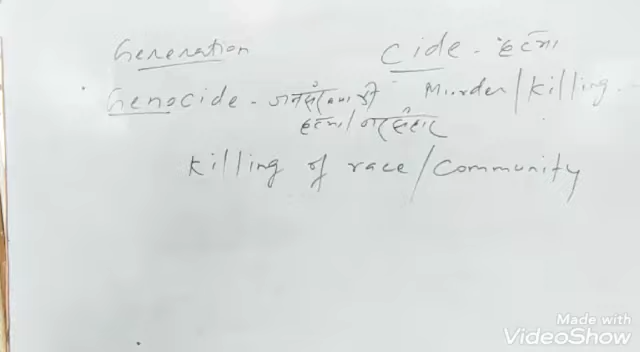 Generation
Cide - हत्या
Genocide - जनसंख्या की
हत्या/नरसंहार
Murder/killing
killing of race/community
Made with
VideoShow